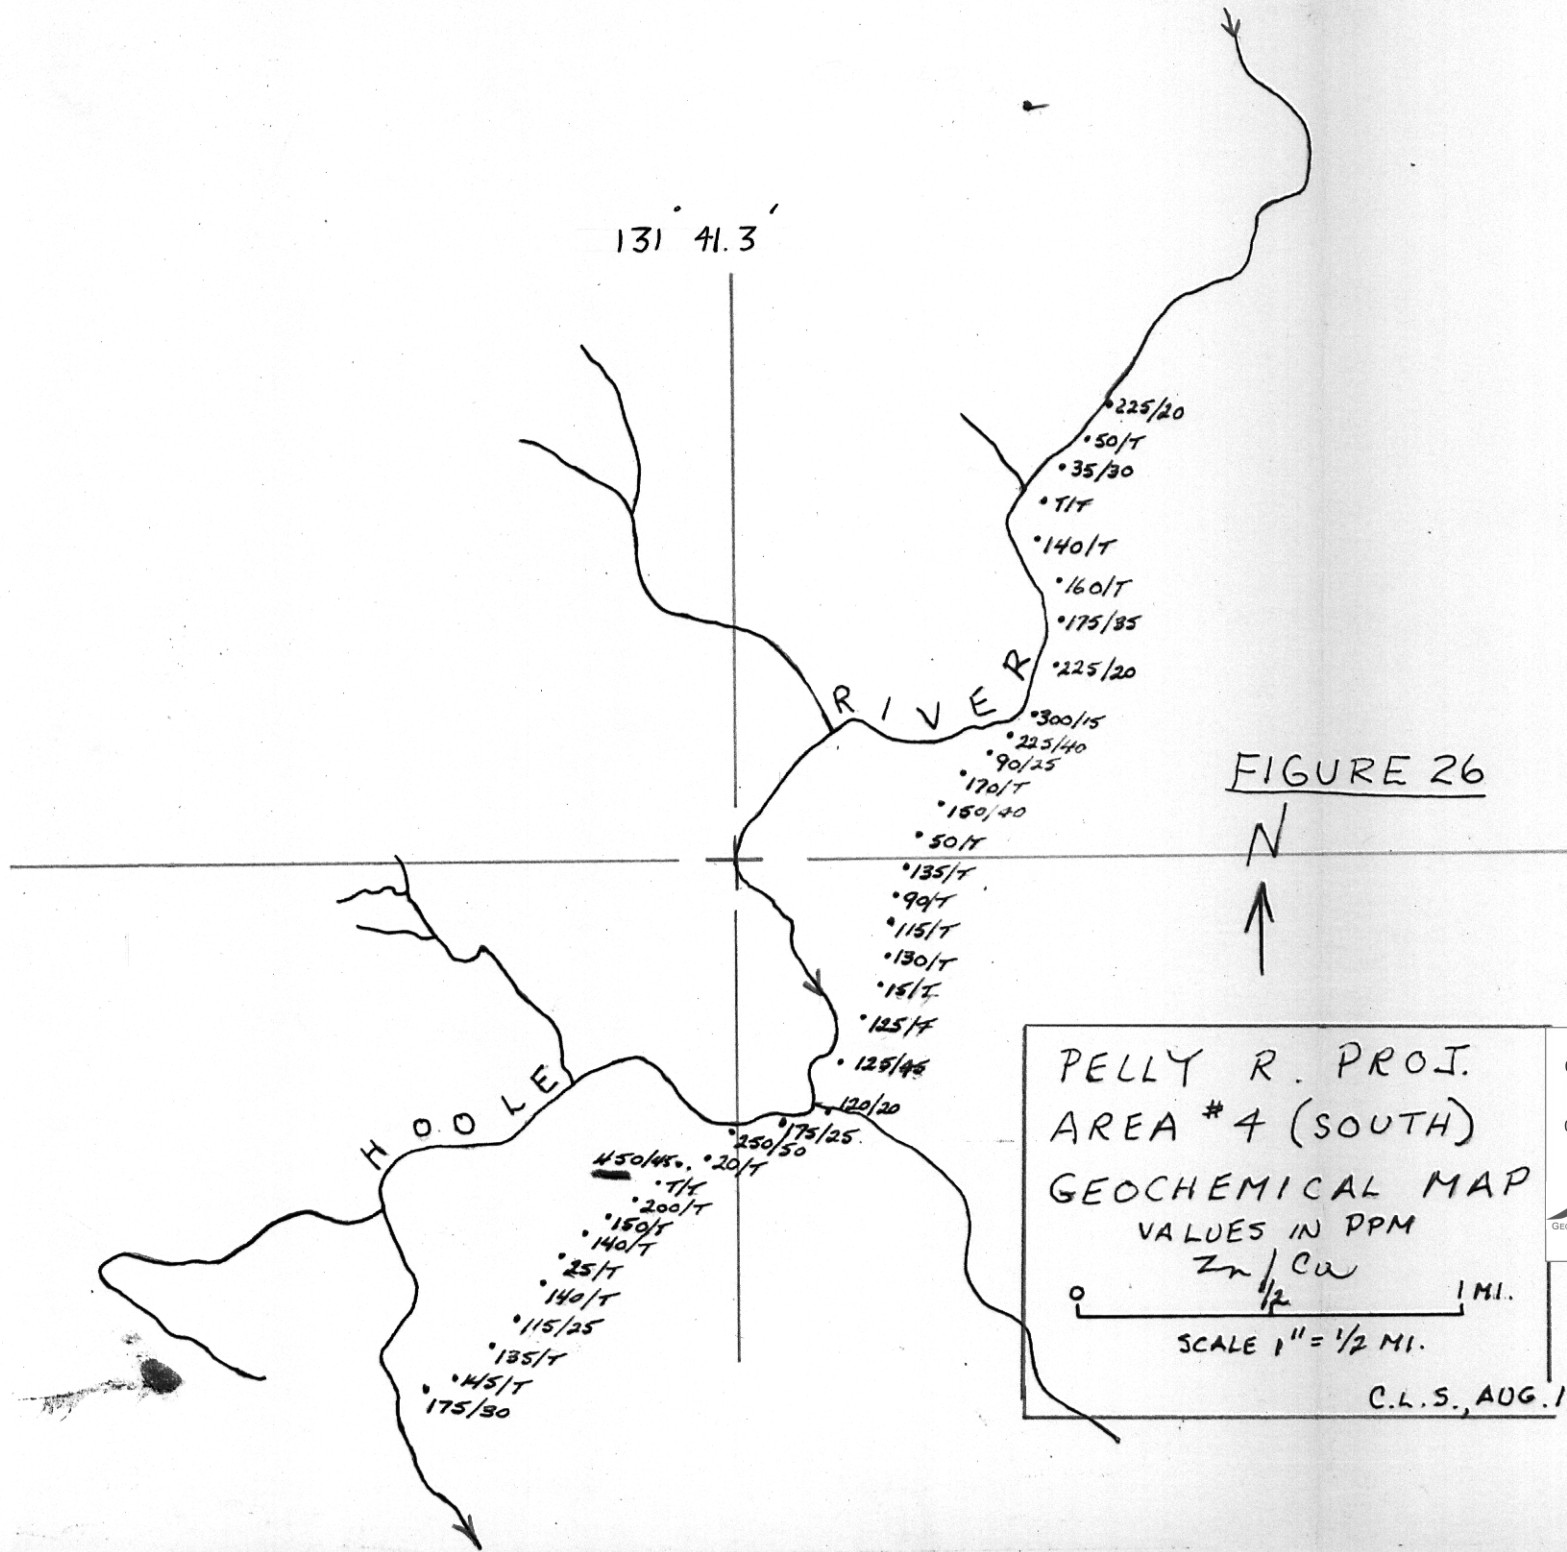 131° 41.3'
•225/20
•50/T
•35/30
•T/T
•140/T
•160/T
•175/35
•225/20
•300/15
•225/40
•90/25
•170/T
•150/40
•50/T
•135/T
•90/T
•115/T
•130/T
•15/T
•125/T
•125/45
•120/20
•175/25
•250/50
•20/T
450/45•
•T/T
•200/T
•150/T
•140/T
•25/T
•140/T
•115/25
•135/T
•145/T
•175/30
RIVER
HOOLE
FIGURE 26
N
PELLY R. PROJ.
AREA #4 (SOUTH)
GEOCHEMICAL MAP
VALUES IN PPM
Zn/Cu
0 1/2 1 MI.
SCALE 1" = 1/2 MI.
C.L.S., AUG.